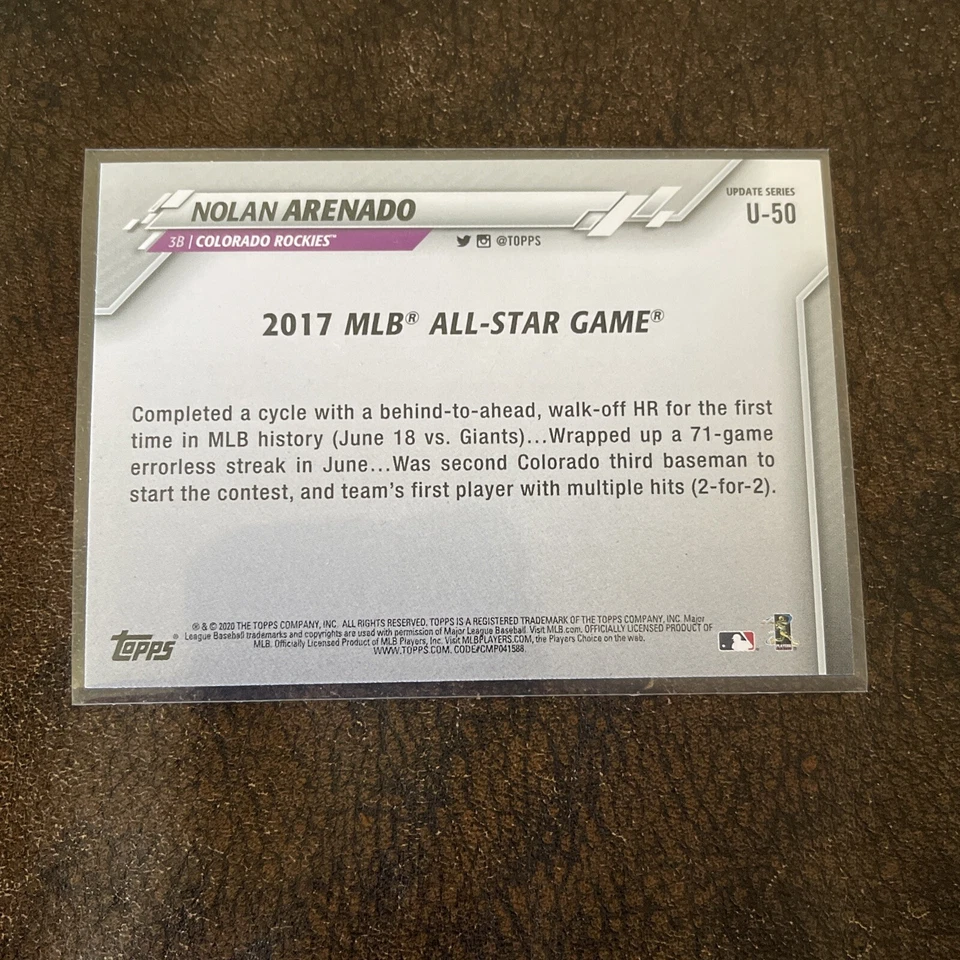 NOLAN ARENADO
UPDATE SERIES
U-50
3B | COLORADO ROCKIES™
@TOPPS
2017 MLB® ALL-STAR GAME®
Completed a cycle with a behind-to-ahead, walk-off HR for the first
time in MLB history (June 18 vs. Giants)...Wrapped up a 71-game
errorless streak in June...Was second Colorado third baseman to
start the contest, and team's first player with multiple hits (2-for-2).
Topps®
® & © 2020 THE TOPPS COMPANY, INC. ALL RIGHTS RESERVED. TOPPS IS A REGISTERED TRADEMARK OF THE TOPPS COMPANY, INC. Major
League Baseball trademarks and copyrights are used with permission of Major League Baseball. Visit MLB.com. OFFICIALLY LICENSED PRODUCT OF
MLB. Officially Licensed Product of MLB Players, Inc. Visit MLBPLAYERS.COM, the Players Choice on the web.
WWW.TOPPS.COM. CODE#CMP041588.